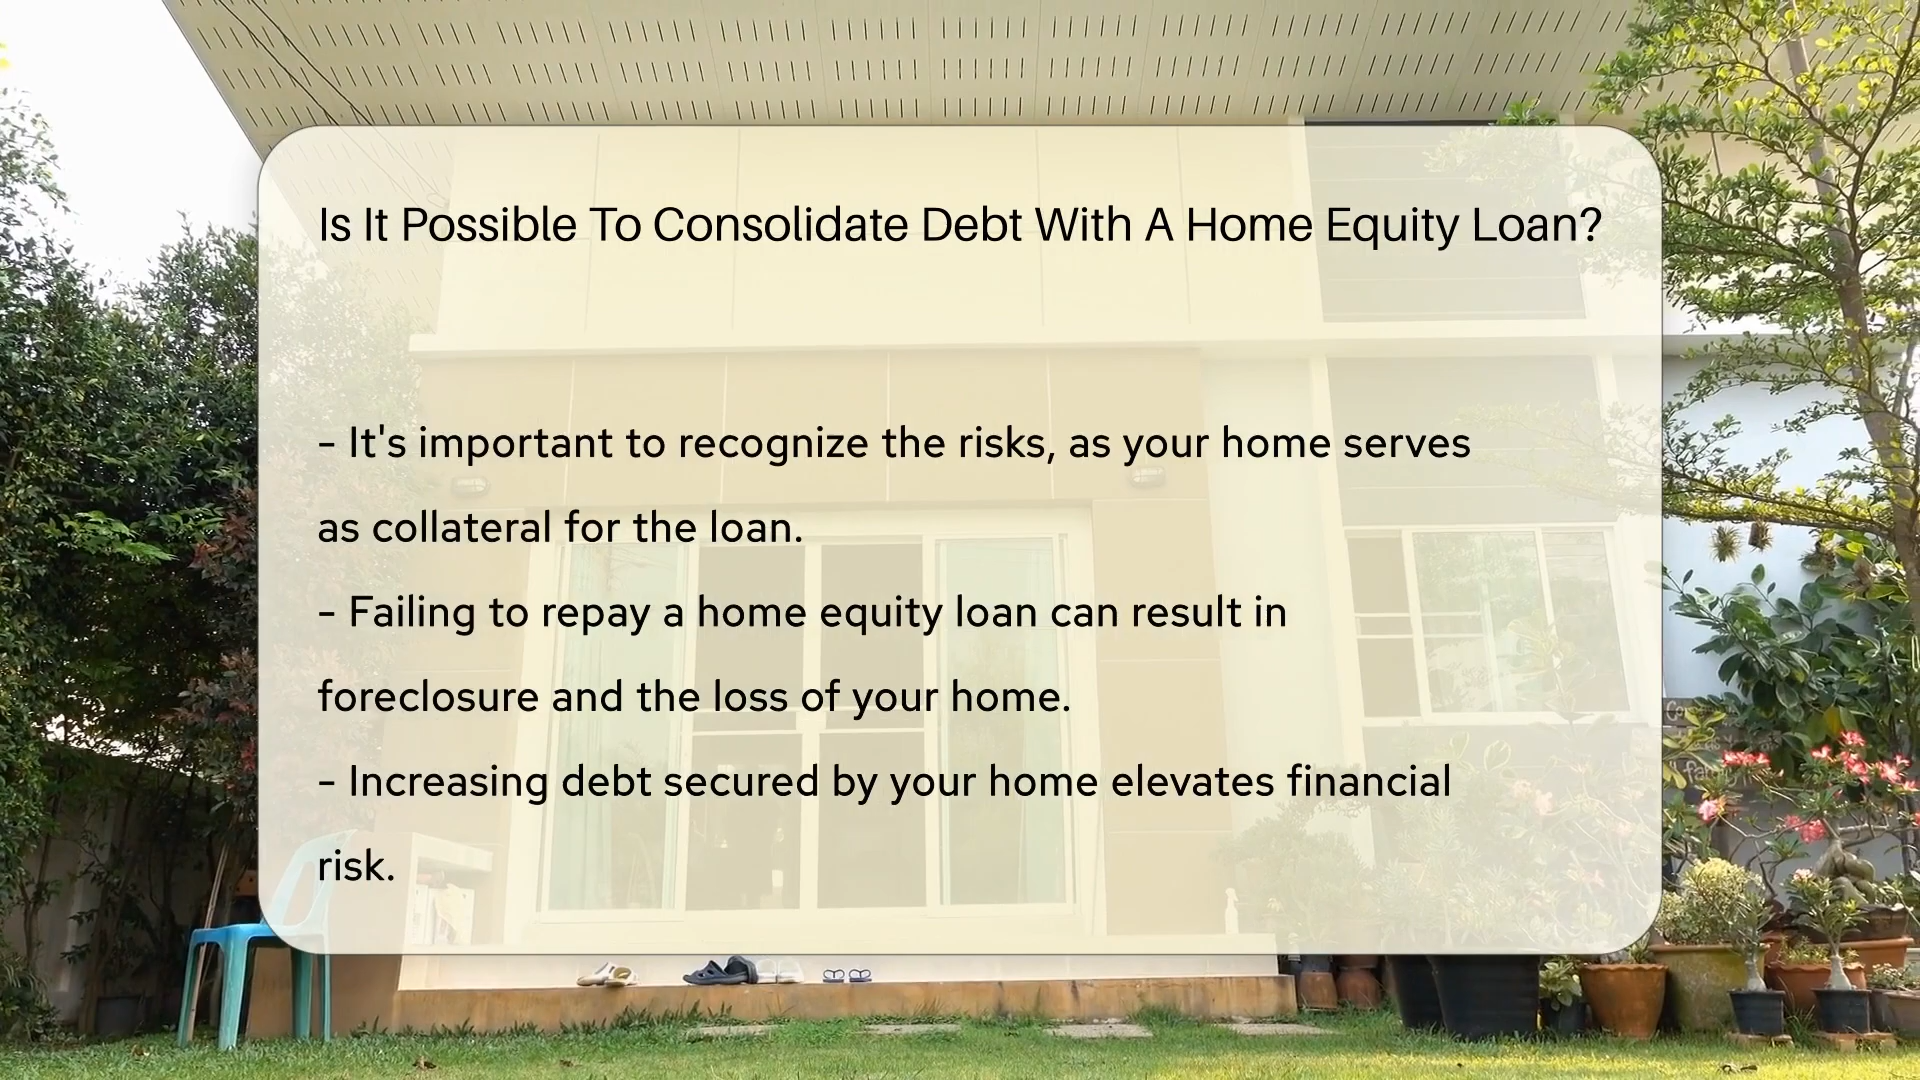 Is It Possible To Consolidate Debt With A Home Equity Loan?
- It's important to recognize the risks, as your home serves
as collateral for the loan.
- Failing to repay a home equity loan can result in
foreclosure and the loss of your home.
- Increasing debt secured by your home elevates financial
risk.